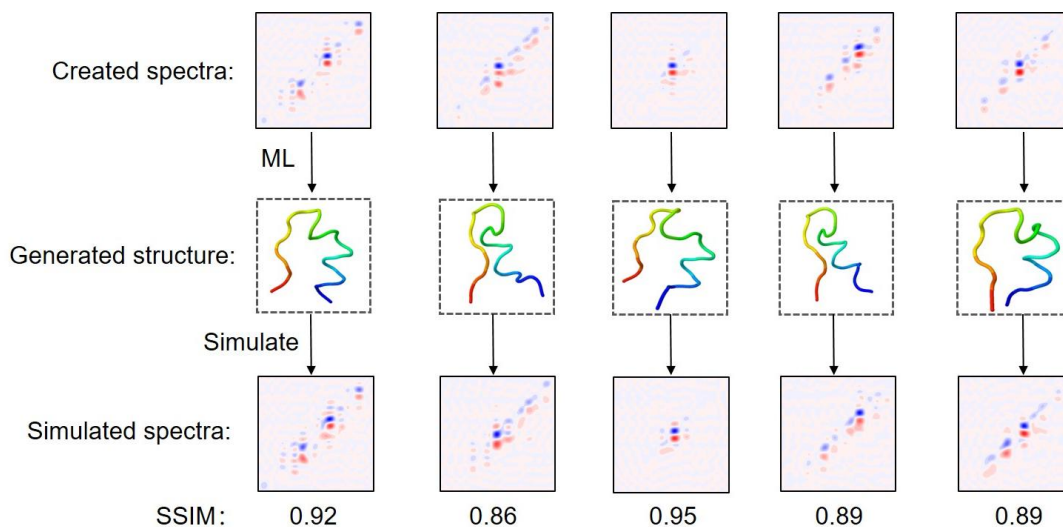 Created spectra:
ML
Generated structure:
Simulate
Simulated spectra:
SSIM: 0.92 0.86 0.95 0.89 0.89